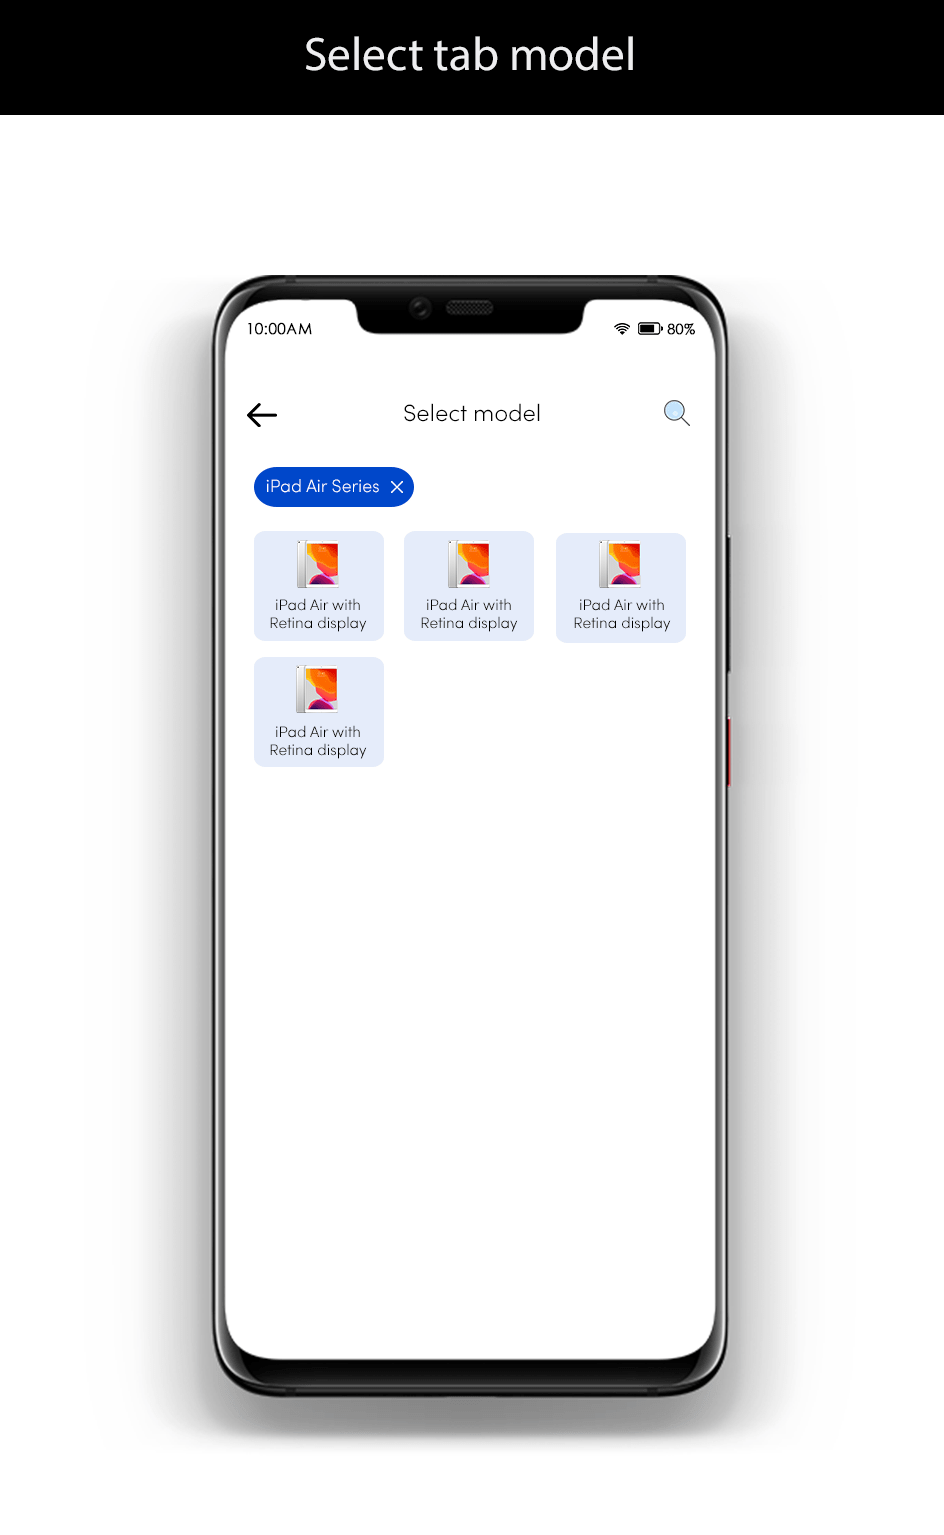 Select tab model
10:00AM
80%
Select model
iPad Air Series
iPad Air with
Retina display
iPad Air with
Retina display
iPad Air with
Retina display
iPad Air with
Retina display